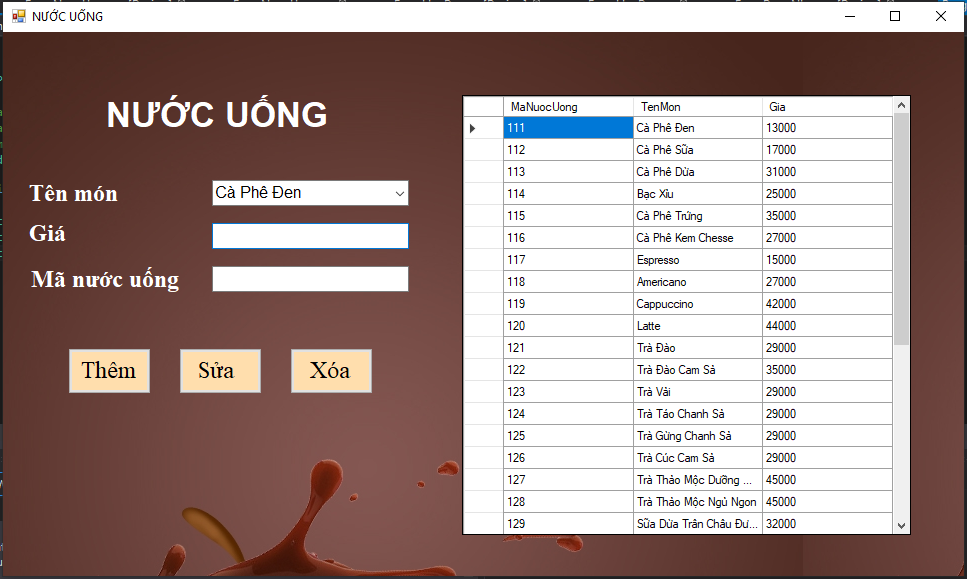 NƯỚC UỐNG
NƯỚC UỐNG
Tên món
Cà Phê Đen
Giá
Mã nước uống
Thêm Sửa Xóa
MaNuocUong TenMon Gia
111 Cà Phê Đen 13000
112 Cà Phê Sữa 17000
113 Cà Phê Dừa 31000
114 Bạc Xỉu 25000
115 Cà Phê Trứng 35000
116 Cà Phê Kem Chesse 27000
117 Espresso 15000
118 Americano 27000
119 Cappuccino 42000
120 Latte 44000
121 Trà Đào 29000
122 Trà Đào Cam Sả 35000
123 Trà Vải 29000
124 Trà Táo Chanh Sả 29000
125 Trà Gừng Chanh Sả 29000
126 Trà Cúc Cam Sả 29000
127 Trà Thảo Mộc Dưỡng ... 45000
128 Trà Thảo Mộc Ngủ Ngon 45000
129 Sữa Dừa Trân Châu Đư... 32000